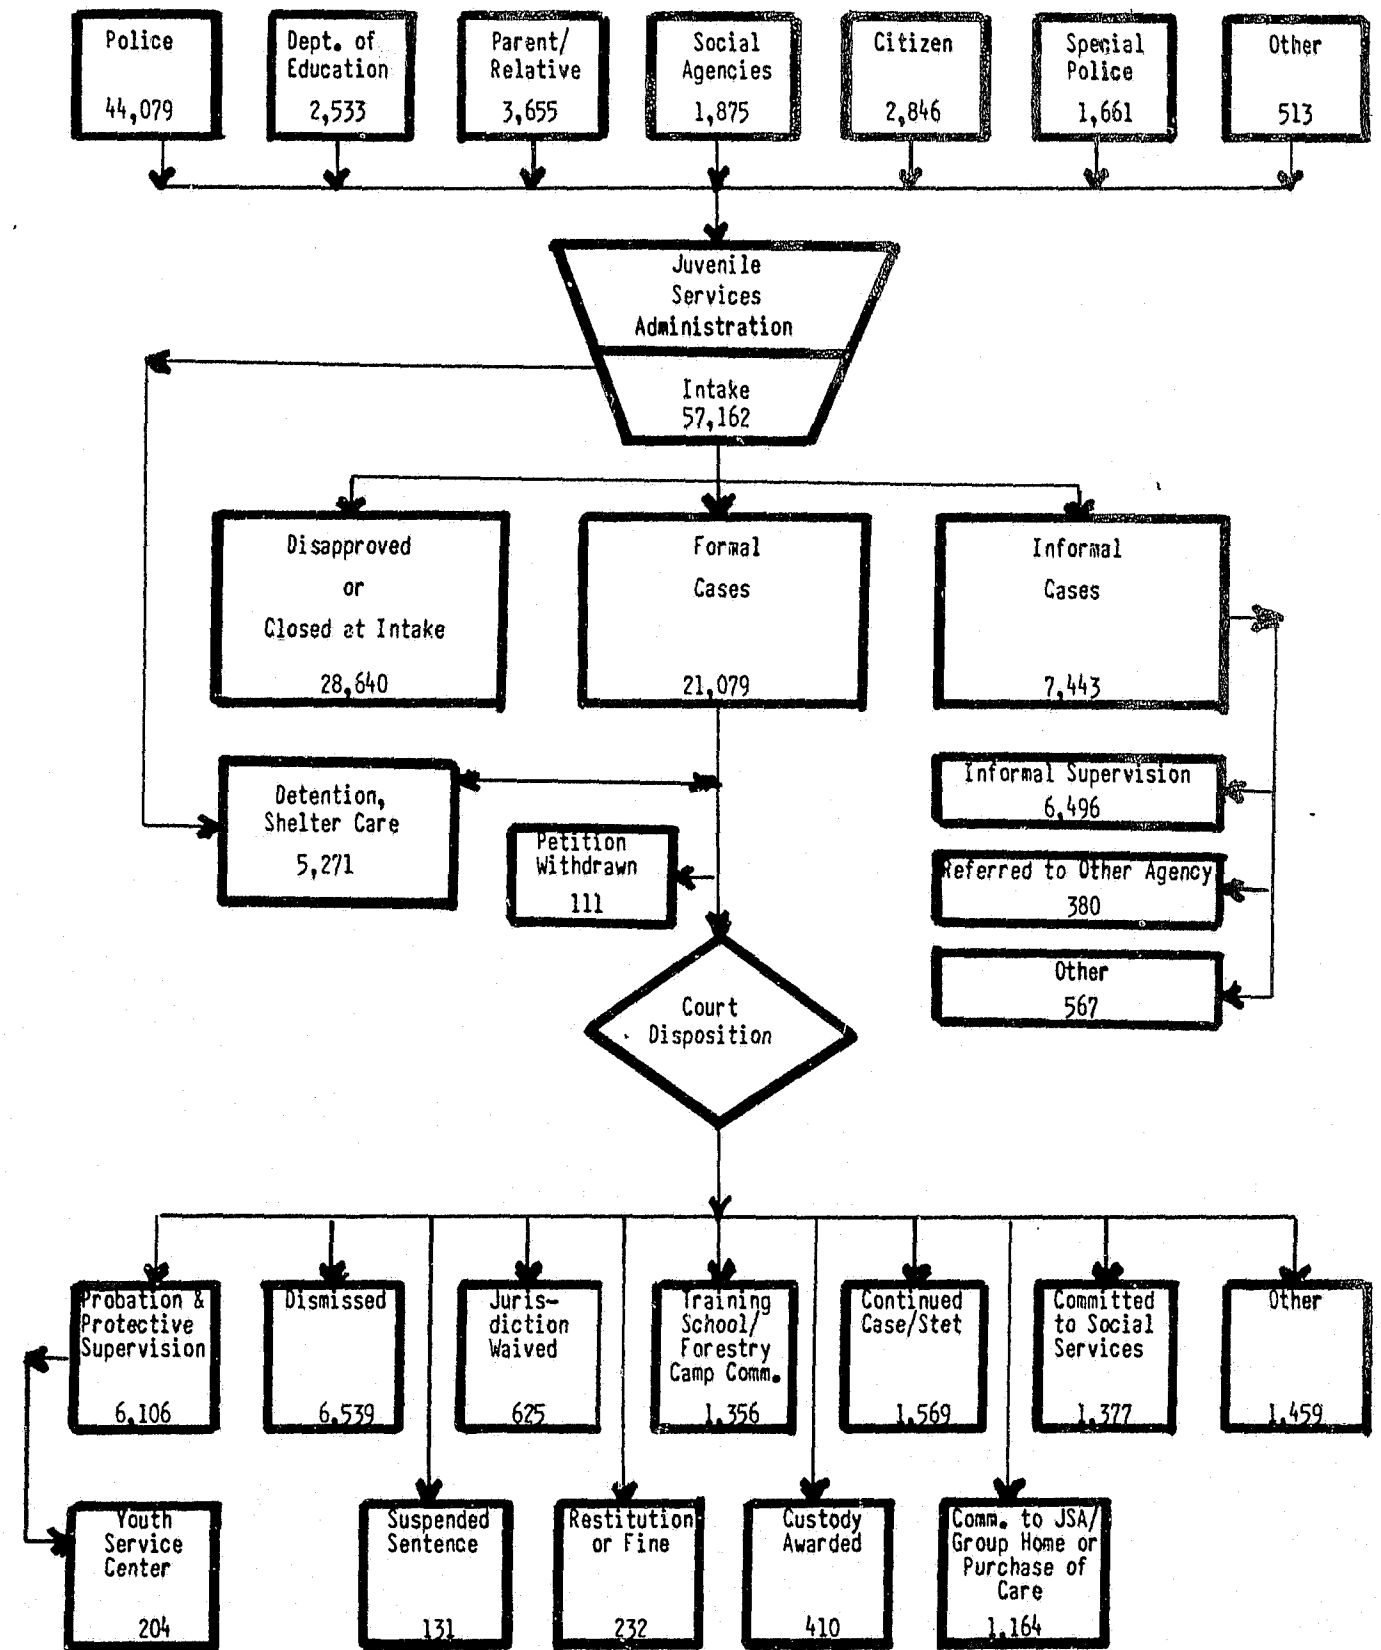 Police
44,079
Dept. of
Education
2,533
Parent/
Relative
3,655
Social
Agencies
1,875
Citizen
2,846
Special
Police
1,661
Other
513
Juvenile
Services
Administration
Intake
57,162
Disapproved
or
Closed at Intake
28,640
Formal
Cases
21,079
Informal
Cases
7,443
Detention,
Shelter Care
5,271
Petition
Withdrawn
111
Informal Supervision
6,496
Referred to Other Agency
380
Other
567
Court
Disposition
Probation &
Protective
Supervision
6,106
Dismissed
6,539
Juris-
diction
Waived
625
Training
School/
Forestry
Camp Comm.
1,356
Continued
Case/Stet
1,569
Committed
to Social
Services
1,377
Other
1,459
Youth
Service
Center
204
Suspended
Sentence
131
Restitution
or Fine
232
Custody
Awarded
410
Comm. to JSA/
Group Home or
Purchase of
Care
1,164